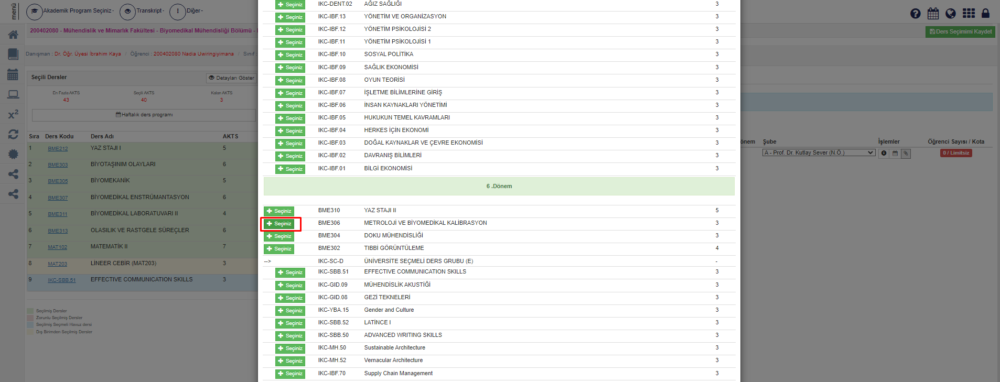 menü
Akademik Program Seçiniz -
Transkript -
Diğer -
200402080 - Mühendislik ve Mimarlık Fakültesi - Biyomedikal Mühendisliği Bölümü -
Ders Seçimimi Kaydet
Danışman : Dr. Öğr. Üyesi İbrahim Kaya / Öğrenci : 200402080 Nadia Uwiringiyimana / Sınıf :
Seçili Dersler
Detayları Göster
En Fazla AKTS Seçili AKTS Kalan AKTS
43 40 3
Haftalık ders programı
Sıra Ders Kodu Ders Adı AKTS
1 BME212 YAZ STAJI I 5
2 BME303 BİYOTAŞINIM OLAYLARI 6
3 BME305 BİYOMEKANİK 5
4 BME307 BİYOMEDİKAL ENSTRÜMANTASYON 6
5 BME311 BİYOMEDİKAL LABORATUVARI II 4
6 BME313 OLASILIK VE RASTGELE SÜREÇLER 6
7 MAT102 MATEMATİK II 7
8 MAT203 LİNEER CEBİR (MAT203) 3
9 IKC-SBB.51 EFFECTIVE COMMUNICATION SKILLS 3
Seçilmiş Dersler
Zorunlu Seçilmiş Dersler
Seçilmiş Seçmeli Havuz dersi
Dış Birimden Seçilmiş Dersler
Seçiniz IKC-DENT.02 AĞIZ SAĞLIĞI 3
Seçiniz IKC-IBF.13 YÖNETİM VE ORGANİZASYON 3
Seçiniz IKC-IBF.12 YÖNETİM PSİKOLOJİSİ 2 3
Seçiniz IKC-IBF.11 YÖNETİM PSİKOLOJİSİ 1 3
Seçiniz IKC-IBF.10 SOSYAL POLİTİKA 3
Seçiniz IKC-IBF.09 SAĞLIK EKONOMİSİ 3
Seçiniz IKC-IBF.08 OYUN TEORİSİ 3
Seçiniz IKC-IBF.07 İŞLETME BİLİMLERİNE GİRİŞ 3
Seçiniz IKC-IBF.06 İNSAN KAYNAKLARI YÖNETİMİ 3
Seçiniz IKC-IBF.05 HUKUKUN TEMEL KAVRAMLARI 3
Seçiniz IKC-IBF.04 HERKES İÇİN EKONOMİ 3
Seçiniz IKC-IBF.03 DOĞAL KAYNAKLAR VE ÇEVRE EKONOMİSİ 3
Seçiniz IKC-IBF.02 DAVRANIŞ BİLİMLERİ 3
Seçiniz IKC-IBF.01 BİLGİ EKONOMİSİ 3
6 .Dönem
Seçiniz BME310 YAZ STAJI II 5
Seçiniz BME306 METROLOJİ VE BİYOMEDİKAL KALİBRASYON 3
Seçiniz BME304 DOKU MÜHENDİSLİĞİ 3
Seçiniz BME302 TIBBİ GÖRÜNTÜLEME 4
--> IKC-SC-D ÜNİVERSİTE SEÇMELİ DERS GRUBU (E) -
Seçiniz IKC-SBB.51 EFFECTIVE COMMUNICATION SKILLS 3
Seçiniz IKC-GID.09 MÜHENDİSLİK AKUSTİĞİ 3
Seçiniz IKC-GID.08 GEZİ TEKNELERİ 3
Seçiniz IKC-YBA.15 Gender and Culture 3
Seçiniz IKC-SBB.52 LATİNCE I 3
Seçiniz IKC-SBB.50 ADVANCED WRITING SKILLS 3
Seçiniz IKC-MH.50 Sustainable Architecture 3
Seçiniz IKC-MH.52 Vernacular Architecture 3
Seçiniz IKC-IBF.70 Supply Chain Management 3
önem Şube İşlemler Öğrenci Sayısı / Kota
A - Prof. Dr. Kutlay Sever (N.Ö.) 0 / Limitsiz